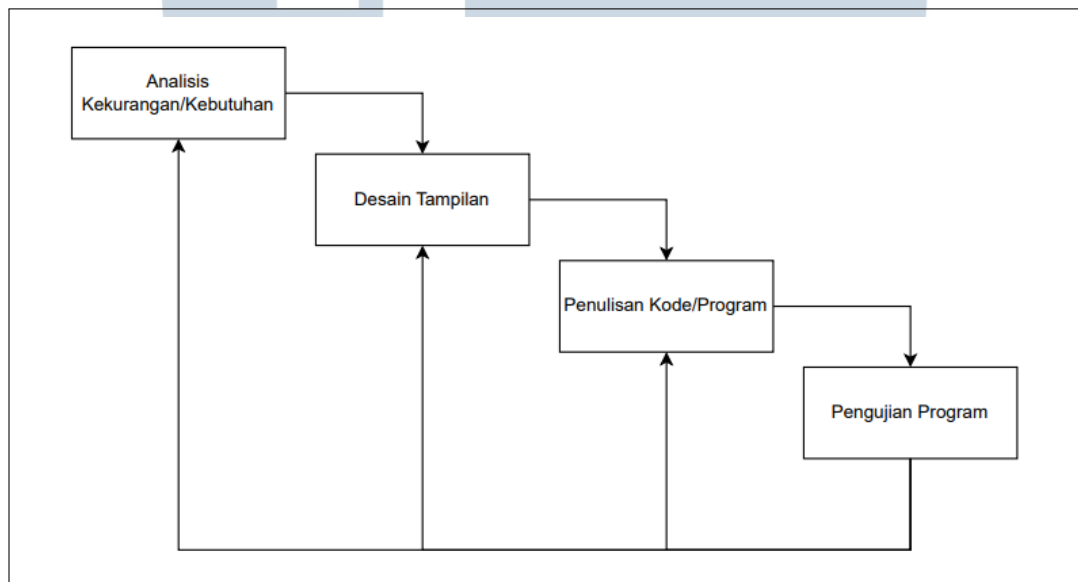 Analisis
Kekurangan/Kebutuhan
Desain Tampilan
Penulisan Kode/Program
Pengujian Program